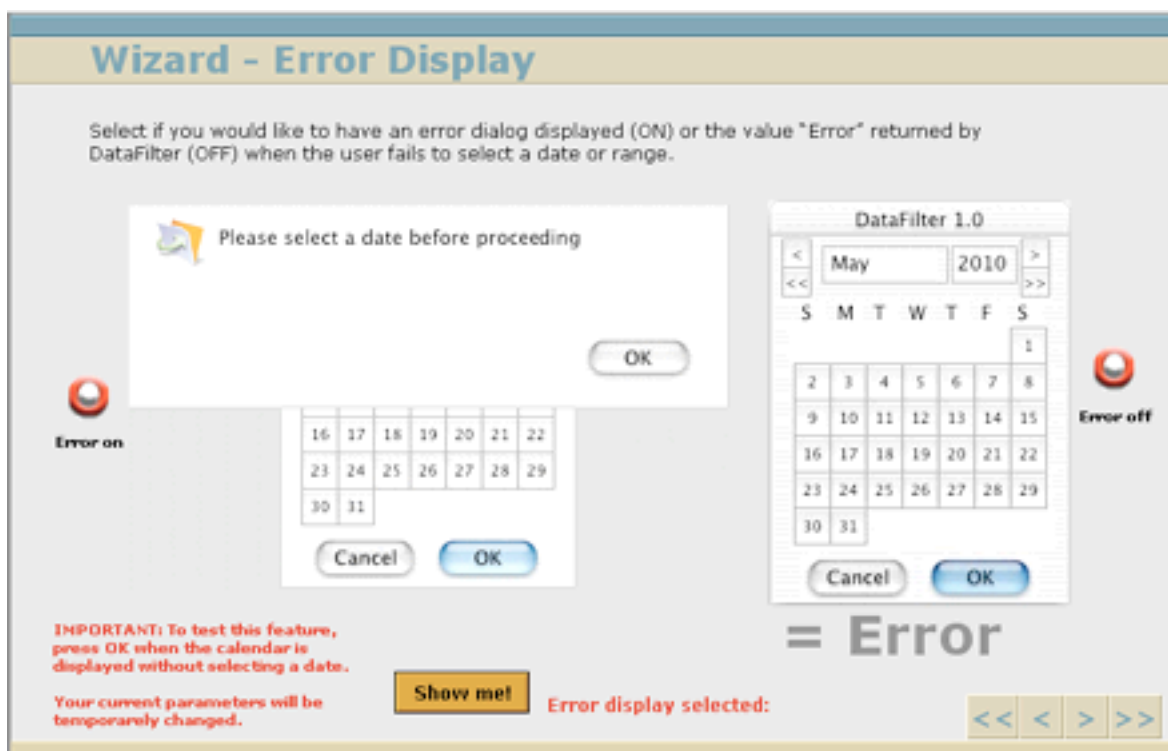 Wizard - Error Display
Select if you would like to have an error dialog displayed (ON) or the value "Error" returned by
DataFilter (OFF) when the user fails to select a date or range.
Please select a date before proceeding
OK
Error on
16 17 18 19 20 21 22
23 24 25 26 27 28 29
30 31
Cancel OK
DataFilter 1.0
< May 2010 >
<< >>
S M T W T F S
1
2 3 4 5 6 7 8
9 10 11 12 13 14 15
16 17 18 19 20 21 22
23 24 25 26 27 28 29
30 31
Cancel OK
Error off
= Error
IMPORTANT: To test this feature,
press OK when the calendar is
displayed without selecting a date.
Your current parameters will be
temporarely changed.
Show me!
Error display selected:
<< < > >>